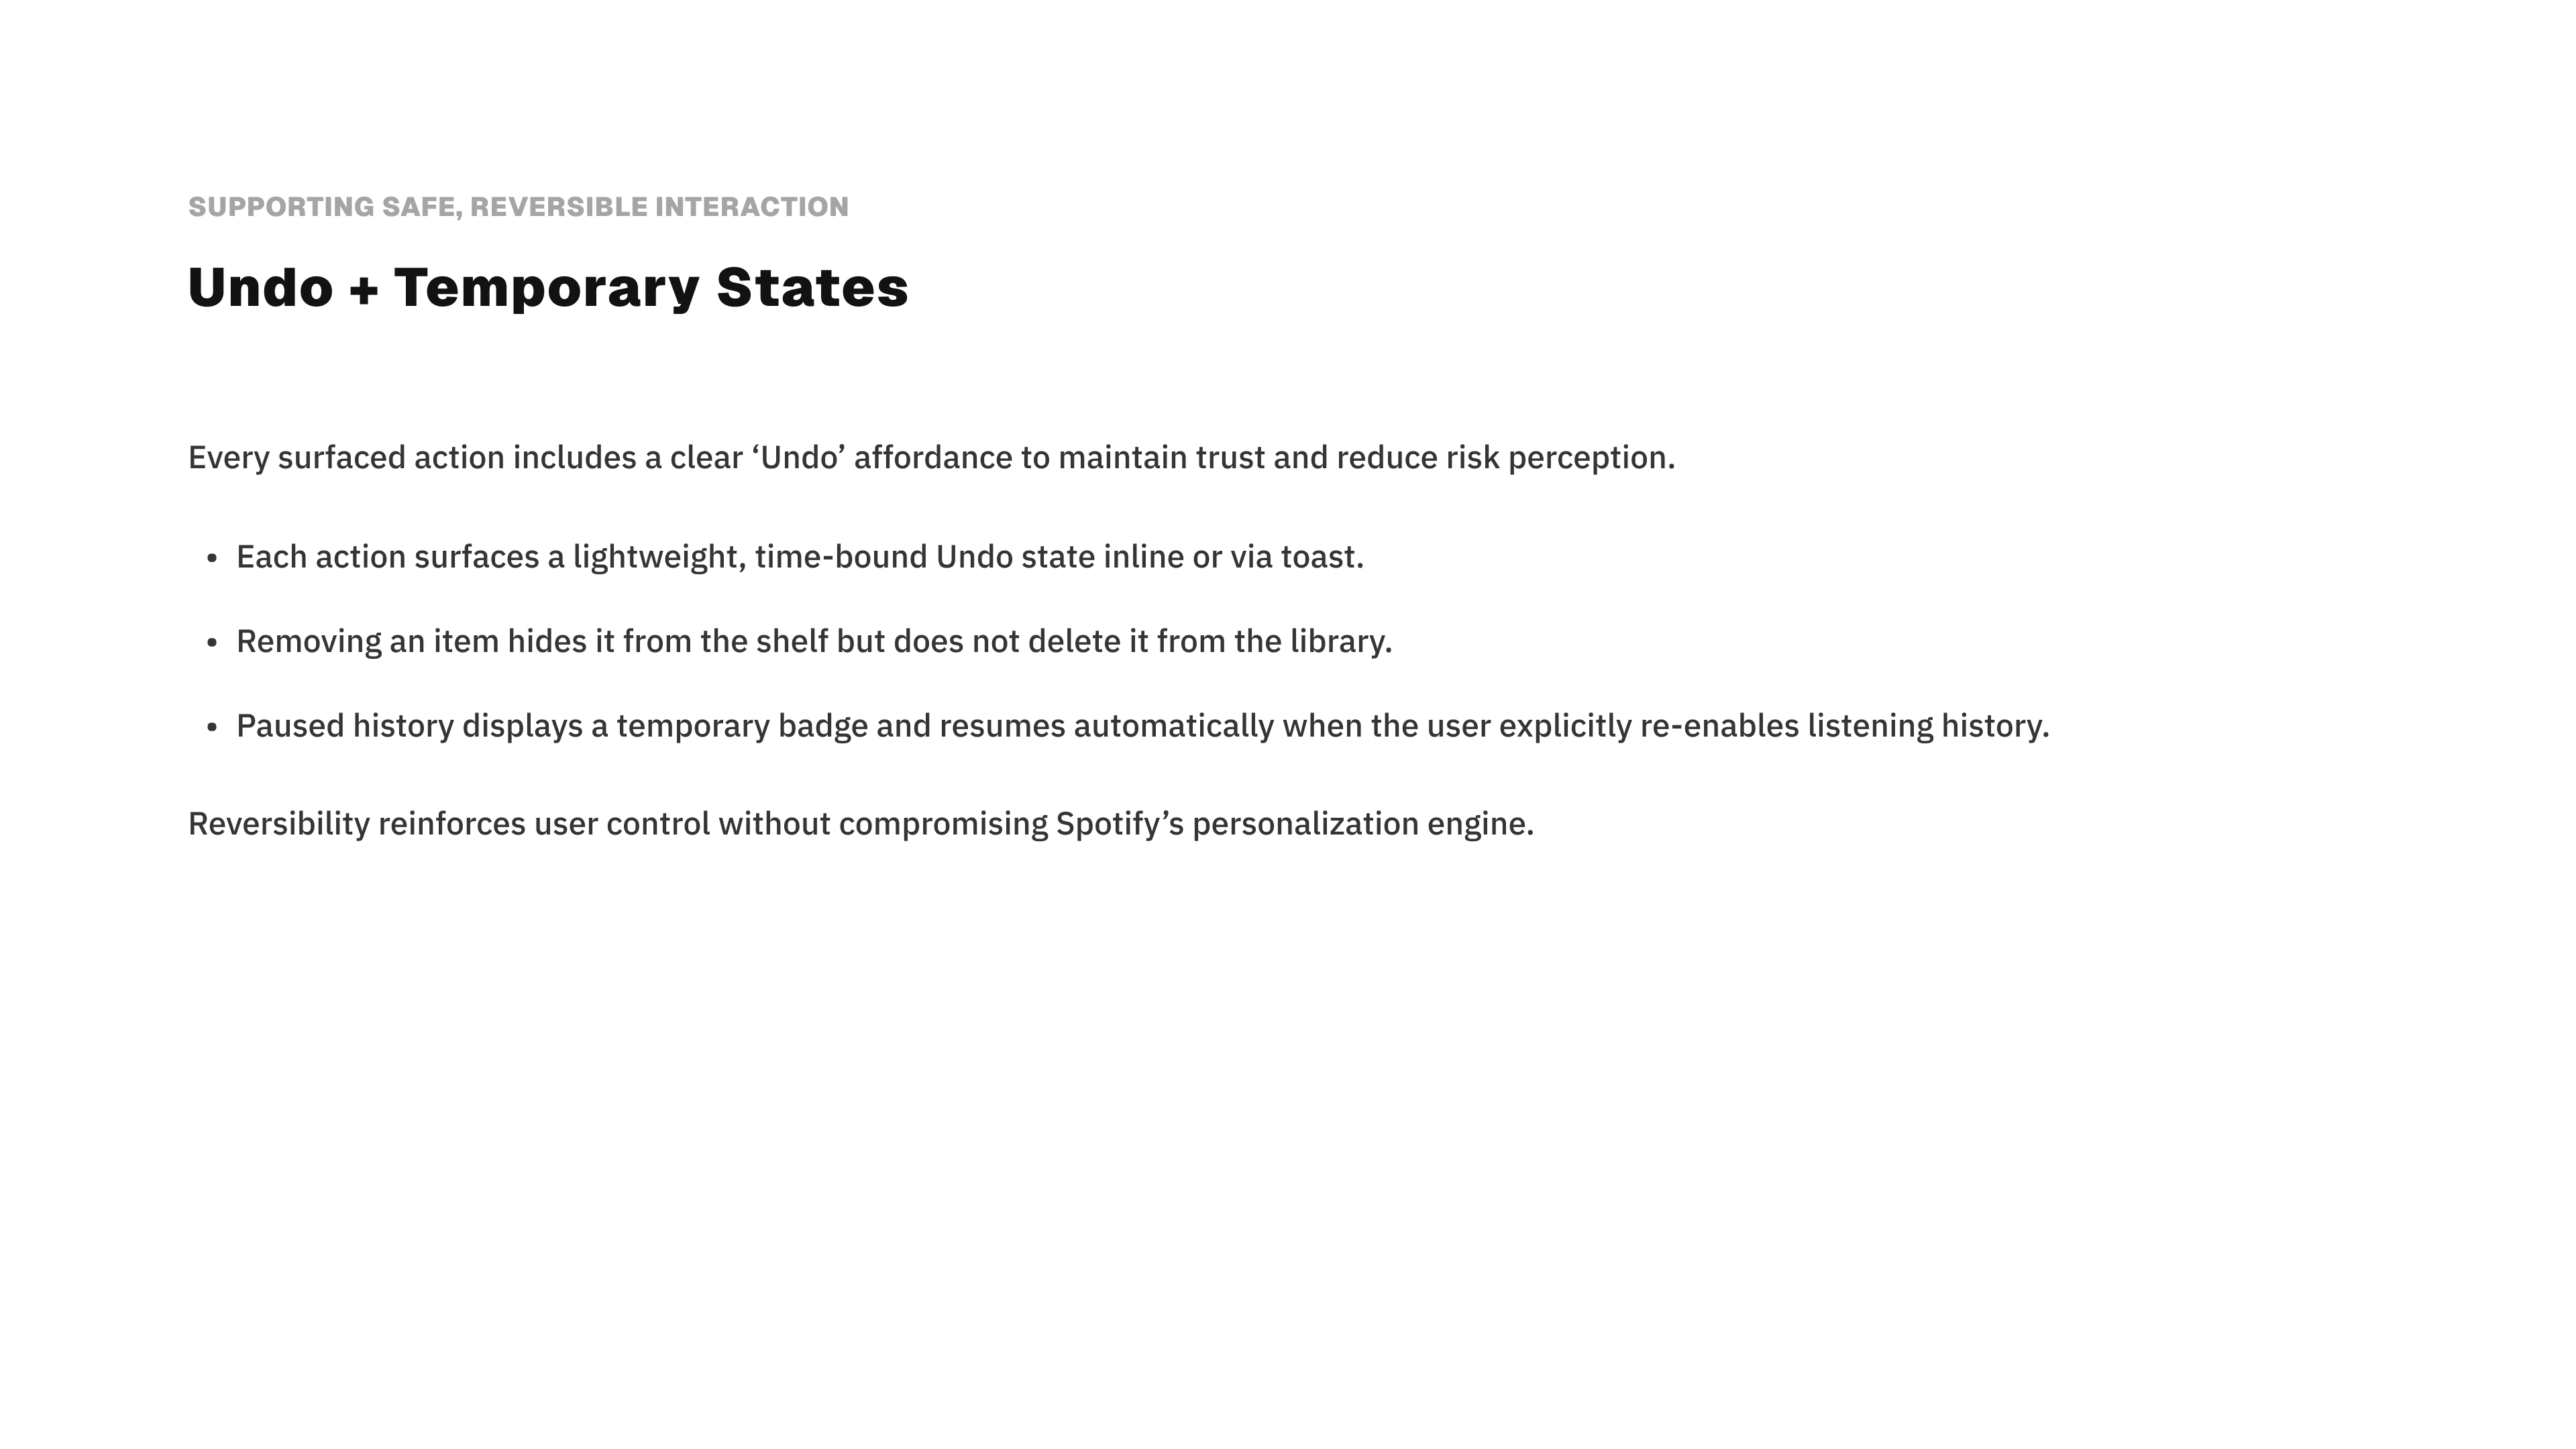 SUPPORTING SAFE, REVERSIBLE INTERACTION
Undo + Temporary States
Every surfaced action includes a clear ‘Undo’ affordance to maintain trust and reduce risk perception.
• Each action surfaces a lightweight, time-bound Undo state inline or via toast.
• Removing an item hides it from the shelf but does not delete it from the library.
• Paused history displays a temporary badge and resumes automatically when the user explicitly re-enables listening history.
Reversibility reinforces user control without compromising Spotify’s personalization engine.